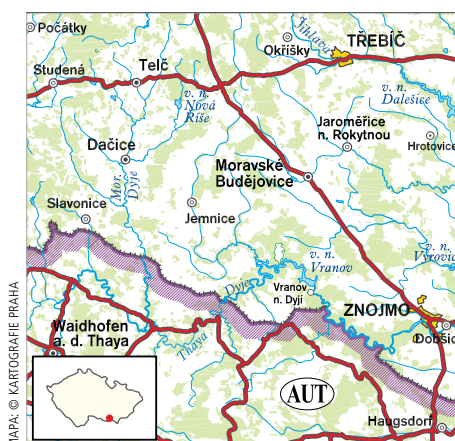 Počátky
Okříšky
Jihlava
TŘEBÍČ
Telč
Studená
v. n.
Nová
Říše
v. n.
Dalešice
Jaroměřice
n. Rokytnou
Hrotovice
Dačice
Mor.
Dyje
Moravské
Budějovice
Slavonice
Jemnice
v. n.
Vranov
v. n.
Výrovice
Dyje
Vranov
n. Dyjí
ZNOJMO
Waidhofen
a. d. Thaya
Thaya
AUT
Haugsdorf
MAPA: © KARTOGRAFIE PRAHA